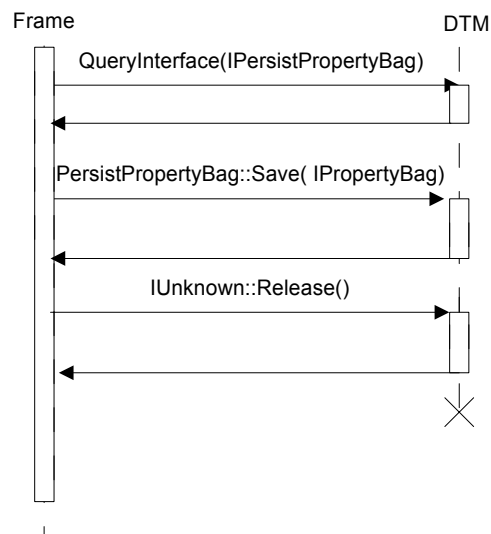 Frame
DTM
QueryInterface(IPersistPropertyBag)
PersistPropertyBag::Save( IPropertyBag)
IUnknown::Release()